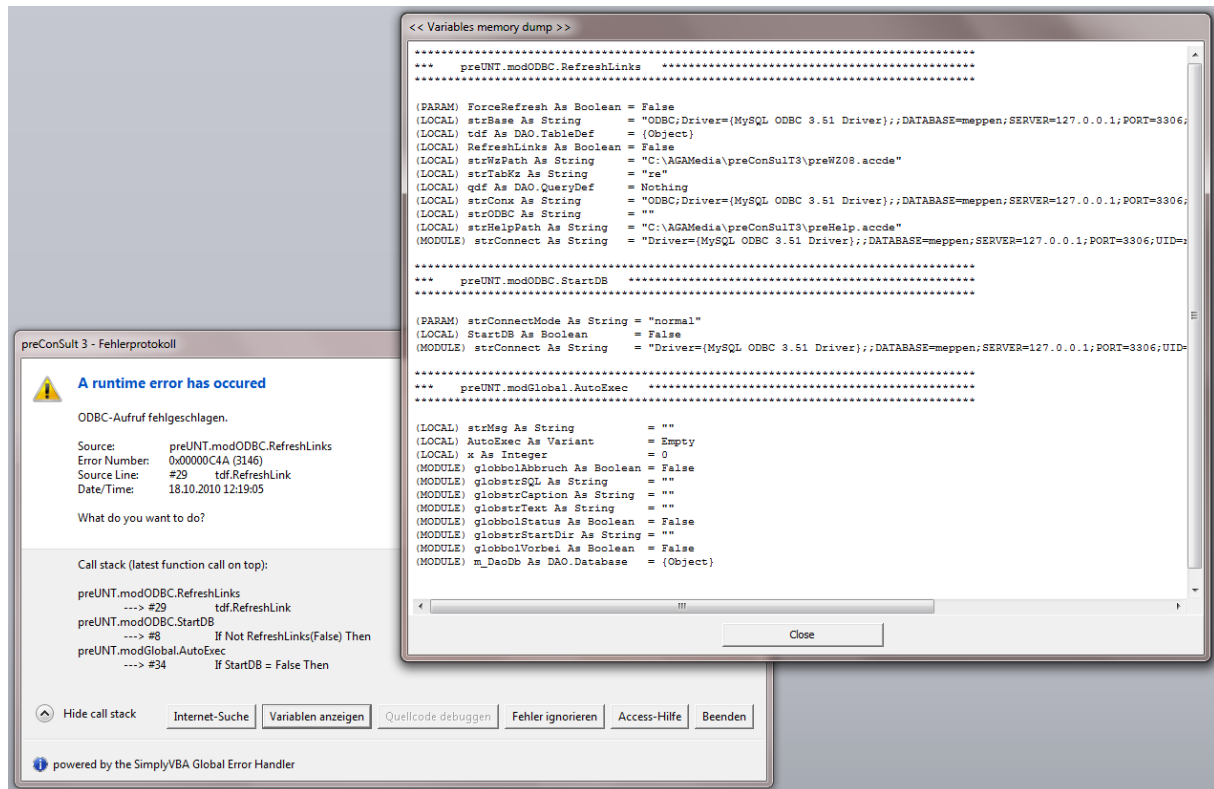 << Variables memory dump >>
*************************************************************************************
***     preUNT.modODBC.RefreshLinks   ***********************************************
*************************************************************************************
(PARAM) ForceRefresh As Boolean = False
(LOCAL) strBase As String       = "ODBC;Driver={MySQL ODBC 3.51 Driver};;DATABASE=meppen;SERVER=127.0.0.1;PORT=3306;
(LOCAL) tdf As DAO.TableDef     = {Object}
(LOCAL) RefreshLinks As Boolean = False
(LOCAL) strWzPath As String     = "C:\AGAMedia\preConSulT3\preWZ08.accde"
(LOCAL) strTabKz As String      = "re"
(LOCAL) qdf As DAO.QueryDef     = Nothing
(LOCAL) strConx As String       = "ODBC;Driver={MySQL ODBC 3.51 Driver};;DATABASE=meppen;SERVER=127.0.0.1;PORT=3306;
(LOCAL) strODBC As String       = ""
(LOCAL) strHelpPath As String   = "C:\AGAMedia\preConSulT3\preHelp.accde"
(MODULE) strConnect As String   = "Driver={MySQL ODBC 3.51 Driver};;DATABASE=meppen;SERVER=127.0.0.1;PORT=3306;UID=
*************************************************************************************
***     preUNT.modODBC.StartDB   ****************************************************
*************************************************************************************
(PARAM) strConnectMode As String = "normal"
(LOCAL) StartDB As Boolean       = False
(MODULE) strConnect As String    = "Driver={MySQL ODBC 3.51 Driver};;DATABASE=meppen;SERVER=127.0.0.1;PORT=3306;UID=
*************************************************************************************
***     preUNT.modGlobal.AutoExec   *************************************************
*************************************************************************************
(LOCAL) strMsg As String           = ""
(LOCAL) AutoExec As Variant        = Empty
(LOCAL) x As Integer               = 0
(MODULE) globbolAbbruch As Boolean = False
(MODULE) globstrSQL As String      = ""
(MODULE) globstrCaption As String  = ""
(MODULE) globstrText As String     = ""
(MODULE) globbolStatus As Boolean  = False
(MODULE) globstrStartDir As String = ""
(MODULE) globbolVorbei As Boolean  = False
(MODULE) m_DaoDb As DAO.Database   = {Object}
Close
preConSult 3 - Fehlerprotokoll
A runtime error has occured
ODBC-Aufruf fehlgeschlagen.
Source: preUNT.modODBC.RefreshLinks
Error Number: 0x00000C4A (3146)
Source Line: #29 tdf.RefreshLink
Date/Time: 18.10.2010 12:19:05
What do you want to do?
Call stack (latest function call on top):
preUNT.modODBC.RefreshLinks
---> #29 tdf.RefreshLink
preUNT.modODBC.StartDB
---> #8 If Not RefreshLinks(False) Then
preUNT.modGlobal.AutoExec
---> #34 If StartDB = False Then
Hide call stack Internet-Suche Variablen anzeigen Quellcode debuggen Fehler ignorieren Access-Hilfe Beenden
powered by the SimplyVBA Global Error Handler